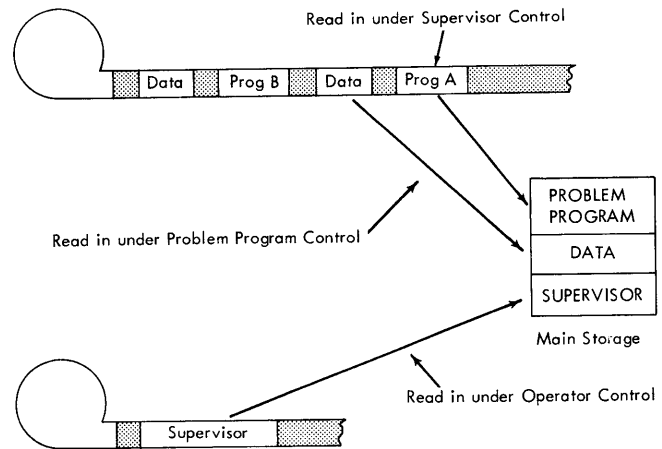 Read in under Supervisor Control
Data Prog B Data Prog A
PROBLEM
PROGRAM
Read in under Problem Program Control
DATA
SUPERVISOR
Main Storage
Read in under Operator Control
Supervisor